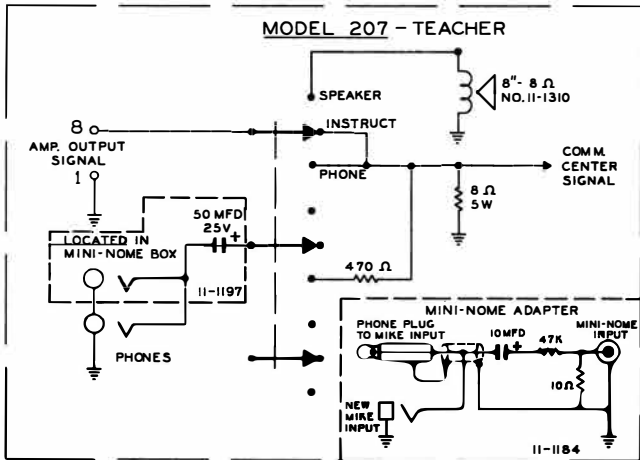 MODEL 207 - TEACHER
SPEAKER
8"- 8 Ω
NO. 11-1310
INSTRUCT
8
AMP. OUTPUT
SIGNAL
1
PHONE
COMM.
CENTER
SIGNAL
8 Ω
5W
50 MFD
25V
+
LOCATED IN
MINI-NOME BOX
11-1197
470 Ω
PHONES
MINI-NOME ADAPTER
PHONE PLUG
TO MIKE INPUT
10MFD
+
47K
MINI-NOME
INPUT
10Ω
NEW
MIKE
INPUT
11-1184